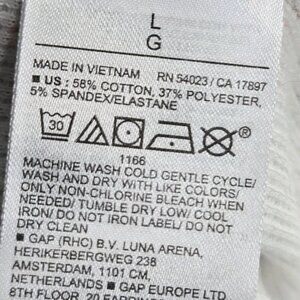 L
G
MADE IN VIETNAM RN 54023 / CA 17897
■ US : 58% COTTON, 37% POLYESTER,
5% SPANDEX/ELASTANE
30
1166
MACHINE WASH COLD GENTLE CYCLE/
WASH AND DRY WITH LIKE COLORS/
ONLY NON-CHLORINE BLEACH WHEN
NEEDED/ TUMBLE DRY LOW/ COOL
IRON/ DO NOT IRON LABEL/ DO NOT
DRY CLEAN
■ GAP (RHC) B.V. LUNA ARENA,
HERIKERBERGWEG 238
AMSTERDAM, 1101 CM,
NETHERLANDS ■ GAP EUROPE LTD
8TH FLOOR, 20